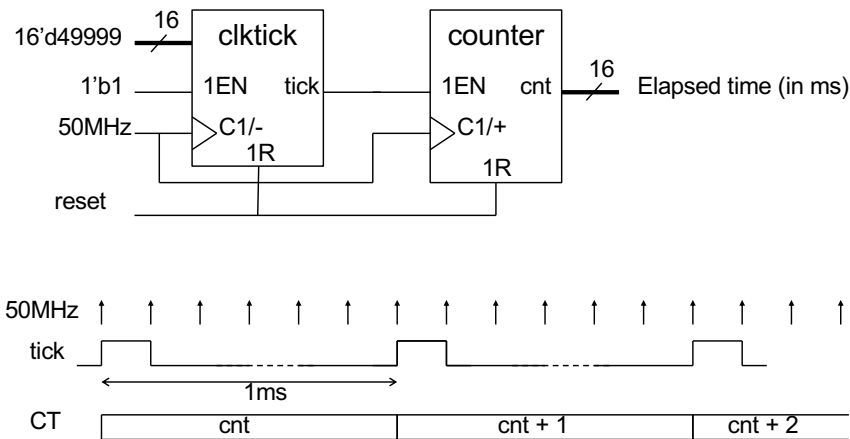 16'd49999 16 clktick counter
1'b1 1EN tick 1EN cnt 16 Elapsed time (in ms)
50MHz C1/- C1/+
1R 1R
reset
50MHz
tick
1ms
CT cnt cnt + 1 cnt + 2